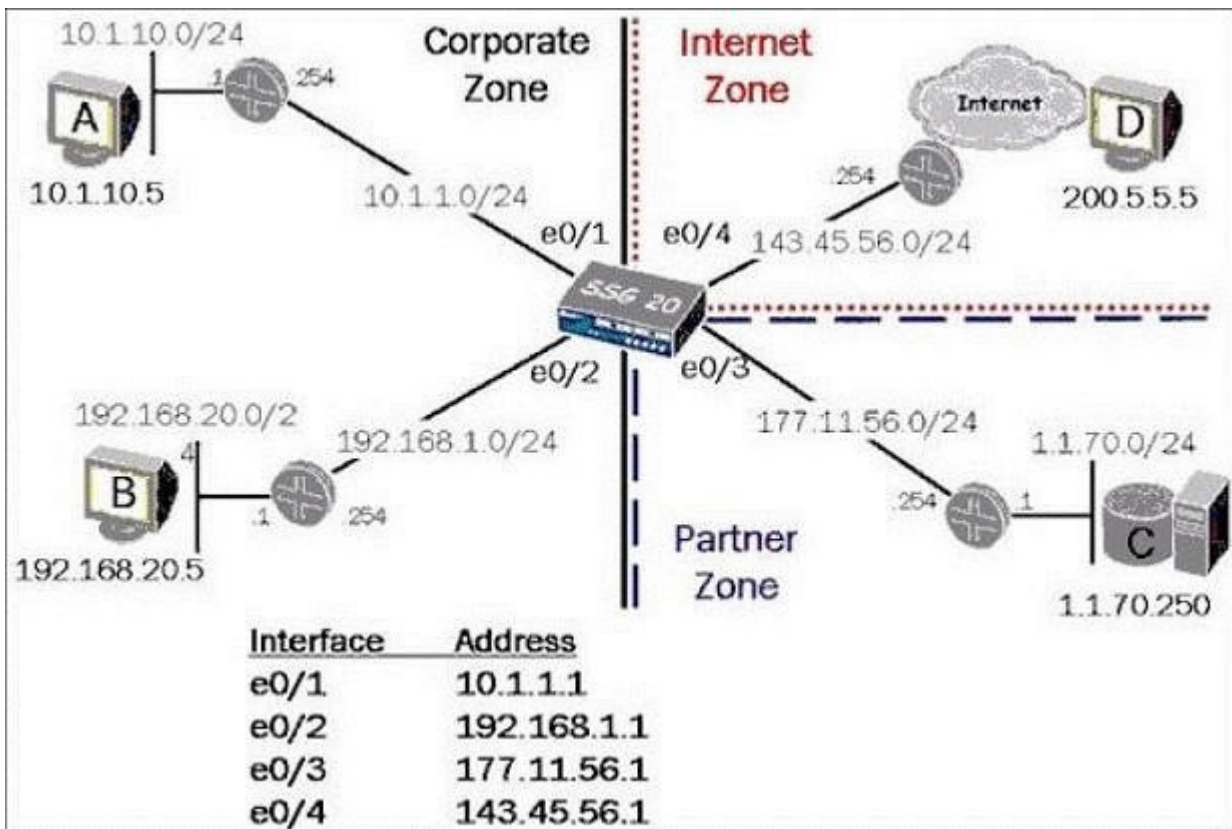 10.1.10.0/24
A
.1
254
10.1.10.5
10.1.1.0/24
e0/1
Corporate
Zone
Internet
Zone
Internet
D
.254
200.5.5.5
e0/4
143.45.56.0/24
SSG 20
e0/2
e0/3
192.168.20.0/2
4
192.168.1.0/24
B
.1
254
192.168.20.5
177.11.56.0/24
1.1.70.0/24
.254
1
C
1.1.70.250
Partner
Zone
Interface Address
e0/1 10.1.1.1
e0/2 192.168.1.1
e0/3 177.11.56.1
e0/4 143.45.56.1